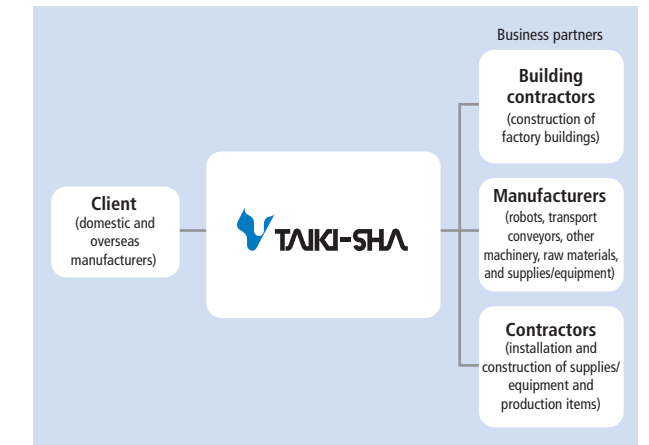 Business partners
Building
contractors
(construction of
factory buildings)
Client
(domestic and
overseas
manufacturers)
TAIKI-SHA
Manufacturers
(robots, transport
conveyors, other
machinery, raw materials,
and supplies/equipment)
Contractors
(installation and
construction of supplies/
equipment and
production items)